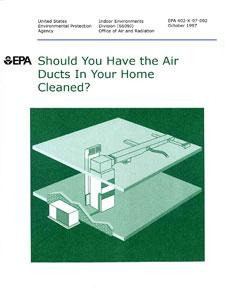 United States
Environmental Protection
Agency
Indoor Environments
Division (6609J)
Office of Air and Radiation
EPA 402-K-97-002
October 1997
EPA
Should You Have the Air
Ducts In Your Home
Cleaned?